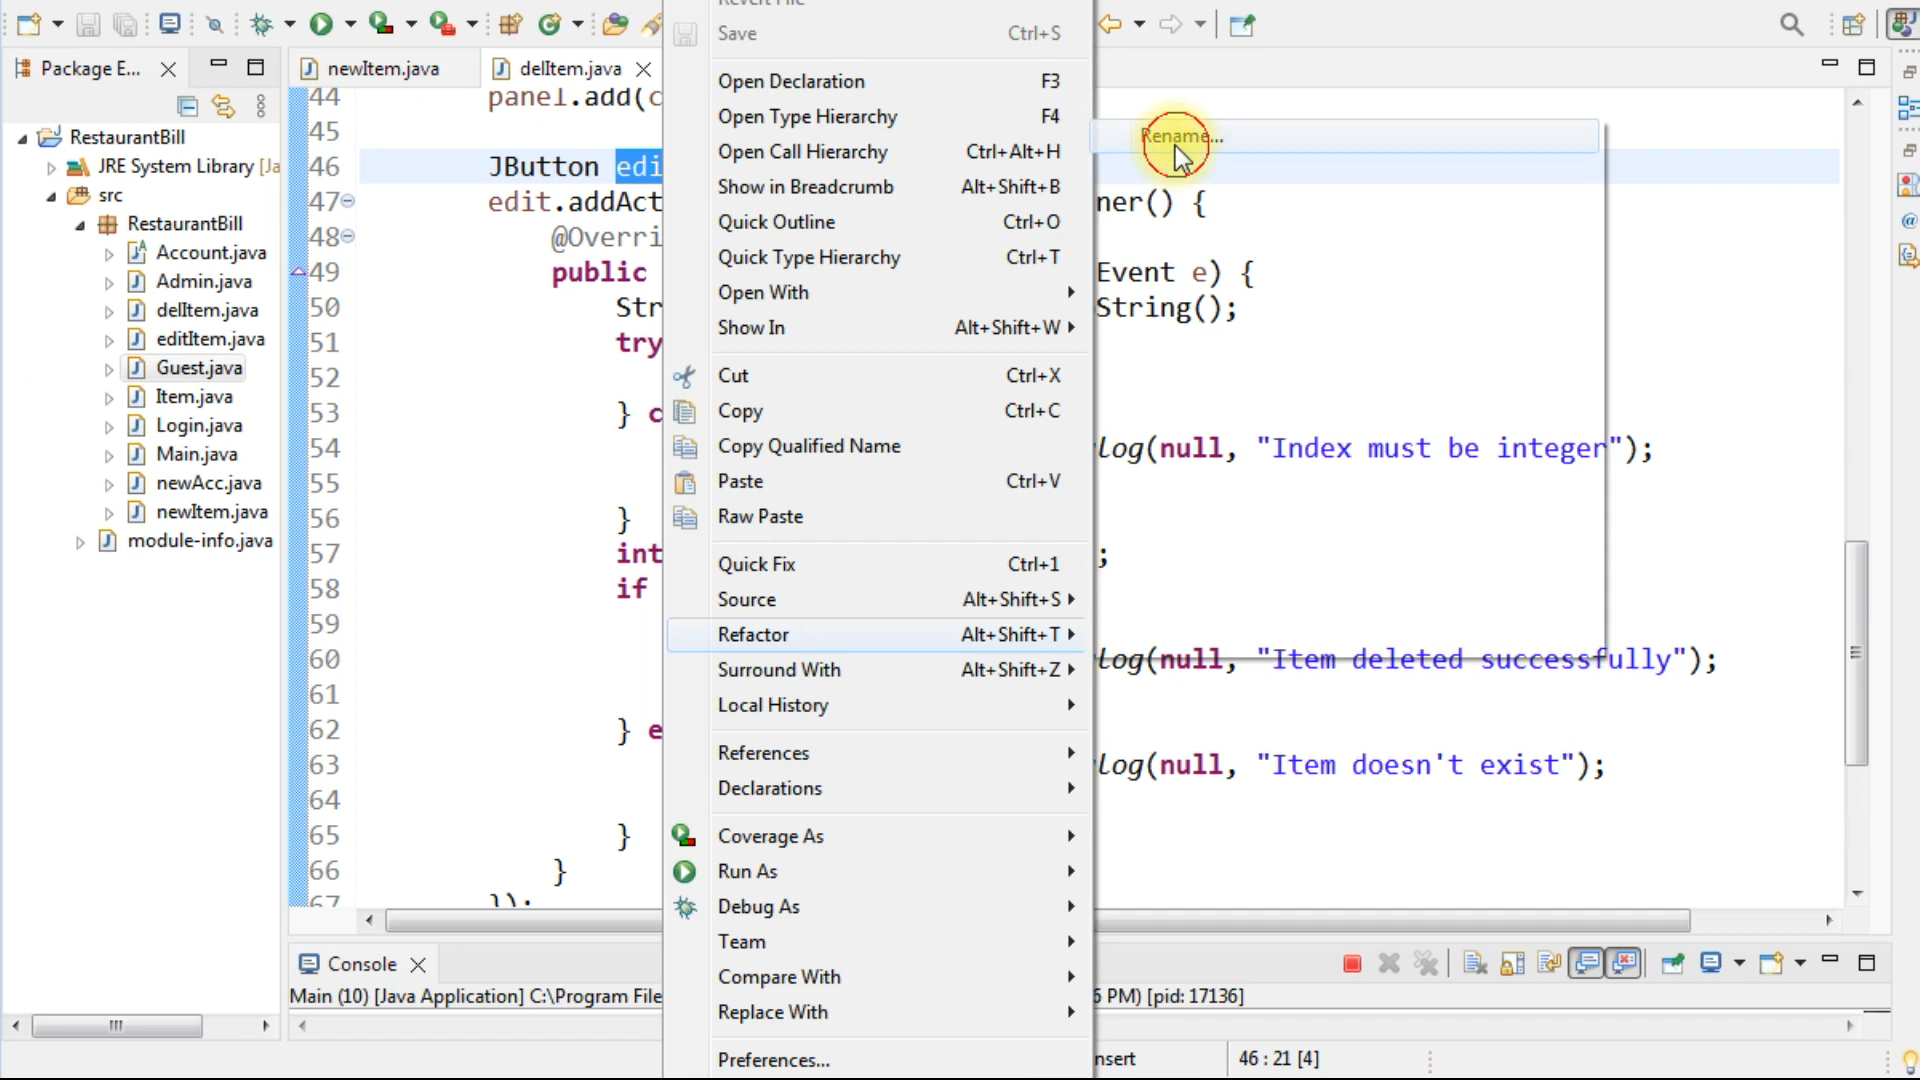 Revert File
Save Ctrl+S
Package E...
newItem.java
delItem.java
Open Declaration F3
Open Type Hierarchy F4
Open Call Hierarchy Ctrl+Alt+H
Show in Breadcrumb Alt+Shift+B
Quick Outline Ctrl+O
Quick Type Hierarchy Ctrl+T
Open With
Show In Alt+Shift+W
Cut Ctrl+X
Copy Ctrl+C
Copy Qualified Name
Paste Ctrl+V
Raw Paste
Quick Fix Ctrl+1
Source Alt+Shift+S
Refactor Alt+Shift+T
Surround With Alt+Shift+Z
Local History
References
Declarations
Coverage As
Run As
Debug As
Team
Compare With
Replace With
Preferences...
Rename...
RestaurantBill
JRE System Library [Ja
src
RestaurantBill
Account.java
Admin.java
delItem.java
editItem.java
Guest.java
Item.java
Login.java
Main.java
newAcc.java
newItem.java
module-info.java
44 panel.add(c
45
46 JButton edi
47 edit.addAct ner() {
48 @Overri
49 public Event e) {
50 Str String();
51 try
52
53 } c
54 log(null, "Index must be integer");
55
56 }
57 int ;
58 if
59
60 log(null, "Item deleted successfully");
61
62 } e
63 log(null, "Item doesn't exist");
64
65 }
66 }
67 });
Console
Main (10) [Java Application] C:\Program File 6 PM) [pid: 17136]
nsert 46 : 21 [4]